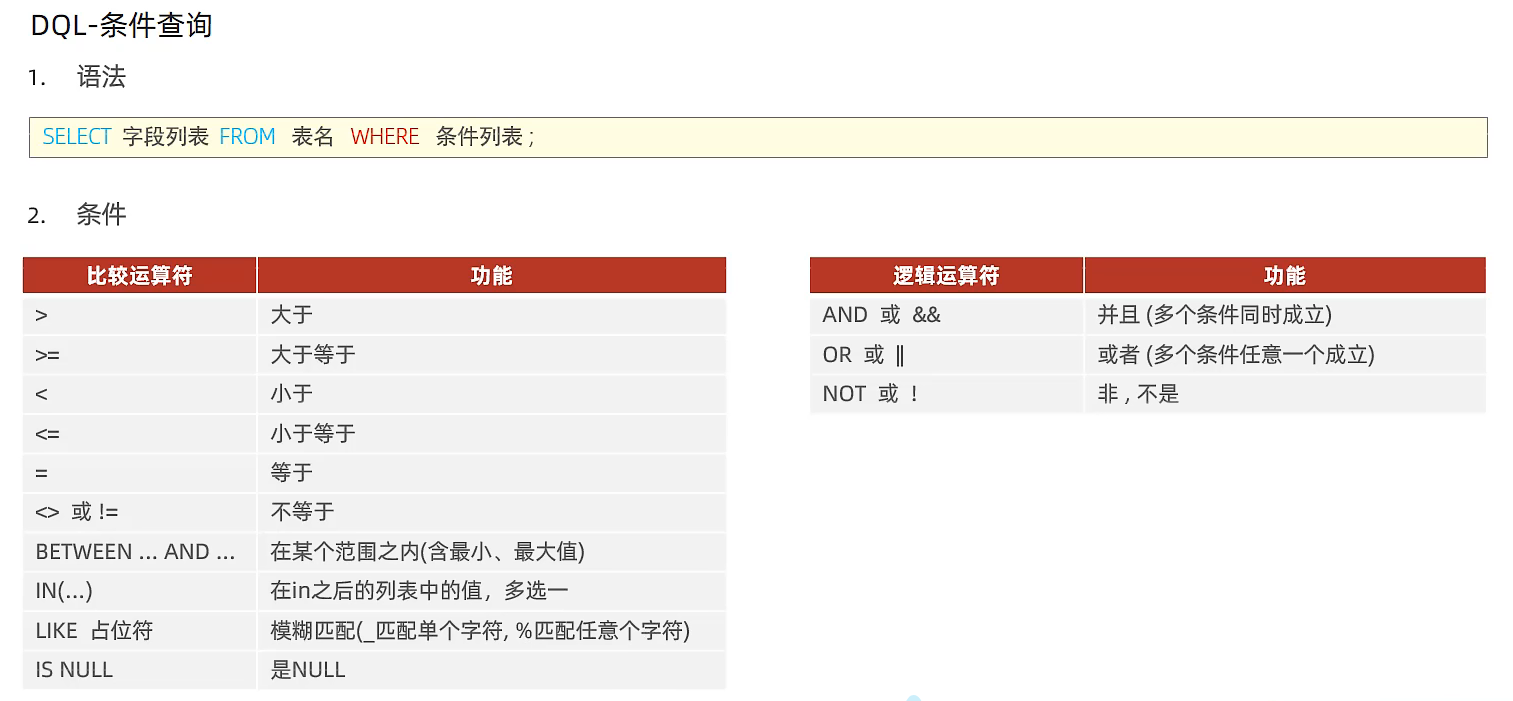 DQL-条件查询
1. 语法
SELECT 字段列表 FROM 表名 WHERE 条件列表 ;
2. 条件
比较运算符 功能
> 大于
>= 大于等于
< 小于
<= 小于等于
= 等于
<> 或 != 不等于
BETWEEN ... AND ... 在某个范围之内(含最小、最大值)
IN(...) 在in之后的列表中的值，多选一
LIKE 占位符 模糊匹配(_匹配单个字符, %匹配任意个字符)
IS NULL 是NULL
逻辑运算符 功能
AND 或 && 并且 (多个条件同时成立)
OR 或 || 或者 (多个条件任意一个成立)
NOT 或 ! 非 , 不是